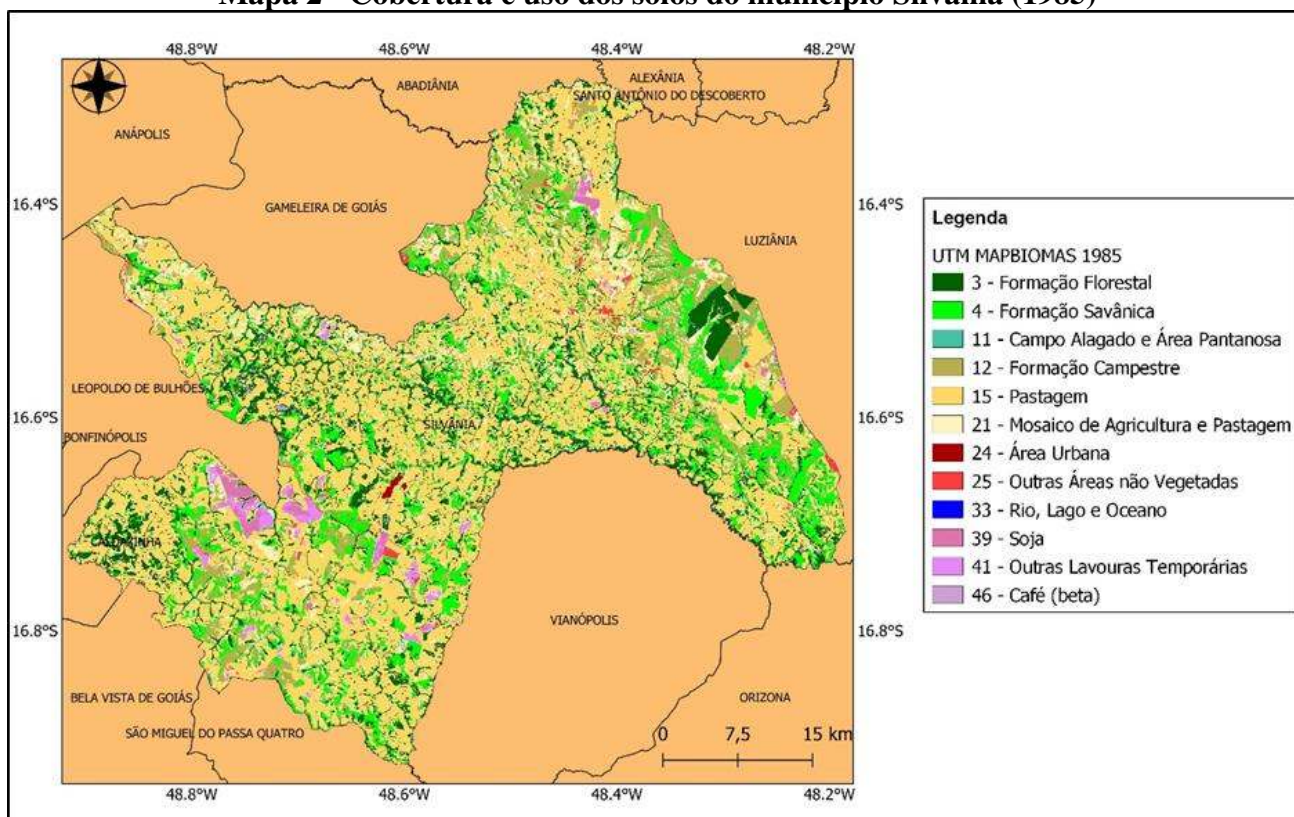 Mapa 2 - Cobertura e uso dos solos do município Silvânia (1985)
48.8°W 48.6°W 48.4°W 48.2°W
ALEXÂNIA
ABADIÂNIA
SANTO ANTÔNIO DO DESCOBERTO
ANÁPOLIS
16.4°S 16.4°S
GAMELEIRA DE GOIÁS
LUZIÂNIA
LEOPOLDO DE BULHÕES
16.6°S 16.6°S
SILVÂNIA
BONFINÓPOLIS
VIANÓPOLIS
16.8°S 16.8°S
BELA VISTA DE GOIÁS
ORIZONA
SÃO MIGUEL DO PASSA QUATRO
0 7,5 15 km
48.8°W 48.6°W 48.4°W 48.2°W
Legenda
UTM MAPBIOMAS 1985
3 - Formação Florestal
4 - Formação Savânica
11 - Campo Alagado e Área Pantanosa
12 - Formação Campestre
15 - Pastagem
21 - Mosaico de Agricultura e Pastagem
24 - Área Urbana
25 - Outras Áreas não Vegetadas
33 - Rio, Lago e Oceano
39 - Soja
41 - Outras Lavouras Temporárias
46 - Café (beta)